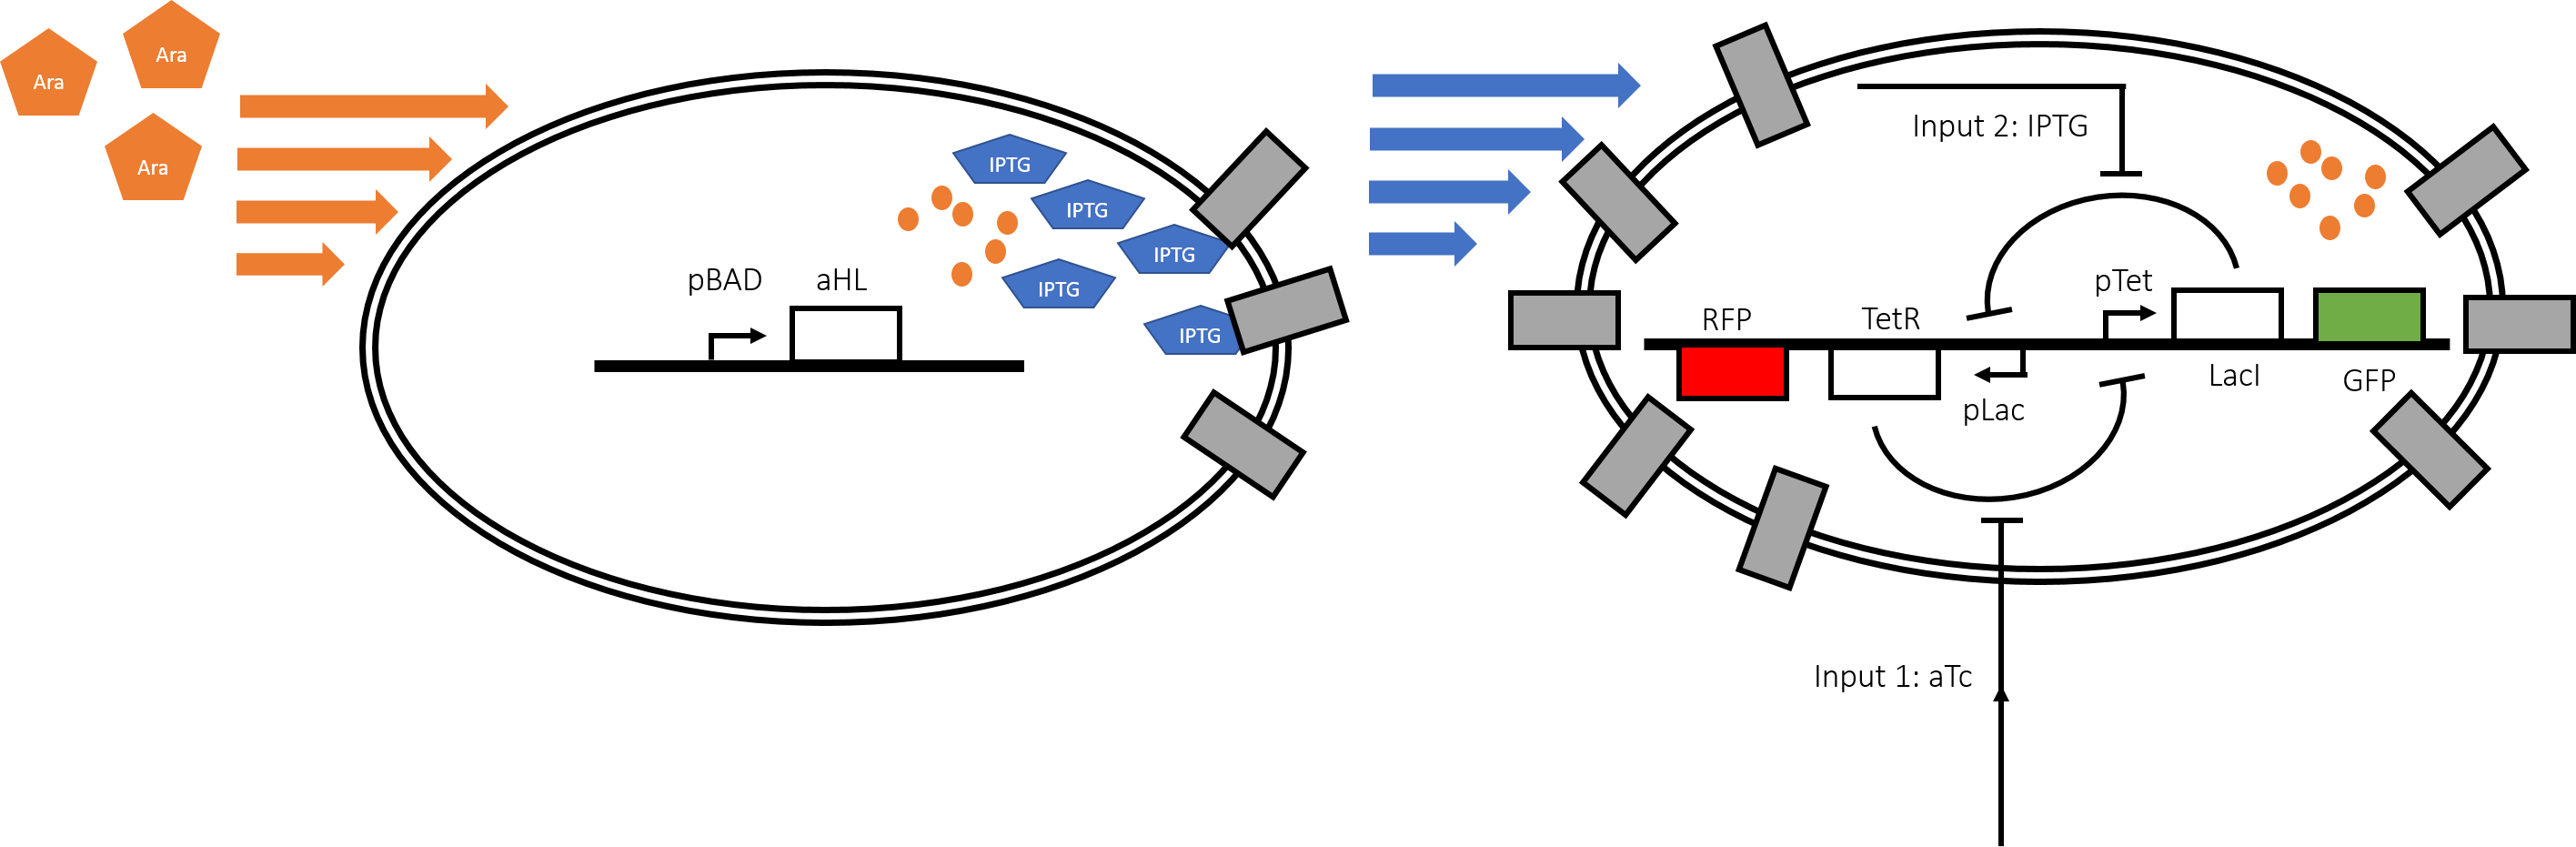 Ara
Ara
Ara
pBAD
aHL
IPTG
IPTG
IPTG
IPTG
IPTG
Input 2: IPTG
RFP
TetR
pTet
pLac
LacI
GFP
Input 1: aTc